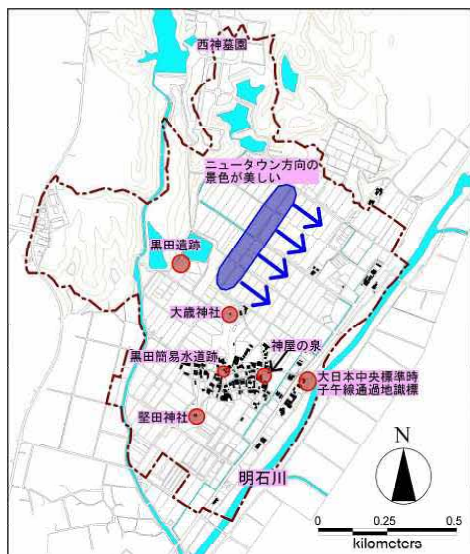 西神墓園
ニュータウン方向の
景色が美しい
黒田遺跡
大歳神社
黒田簡易水道跡
神屋の泉
大日本中央標準時
子午線通過地識標
堅田神社
明石川
N
0 0.25 0.5
kilometers